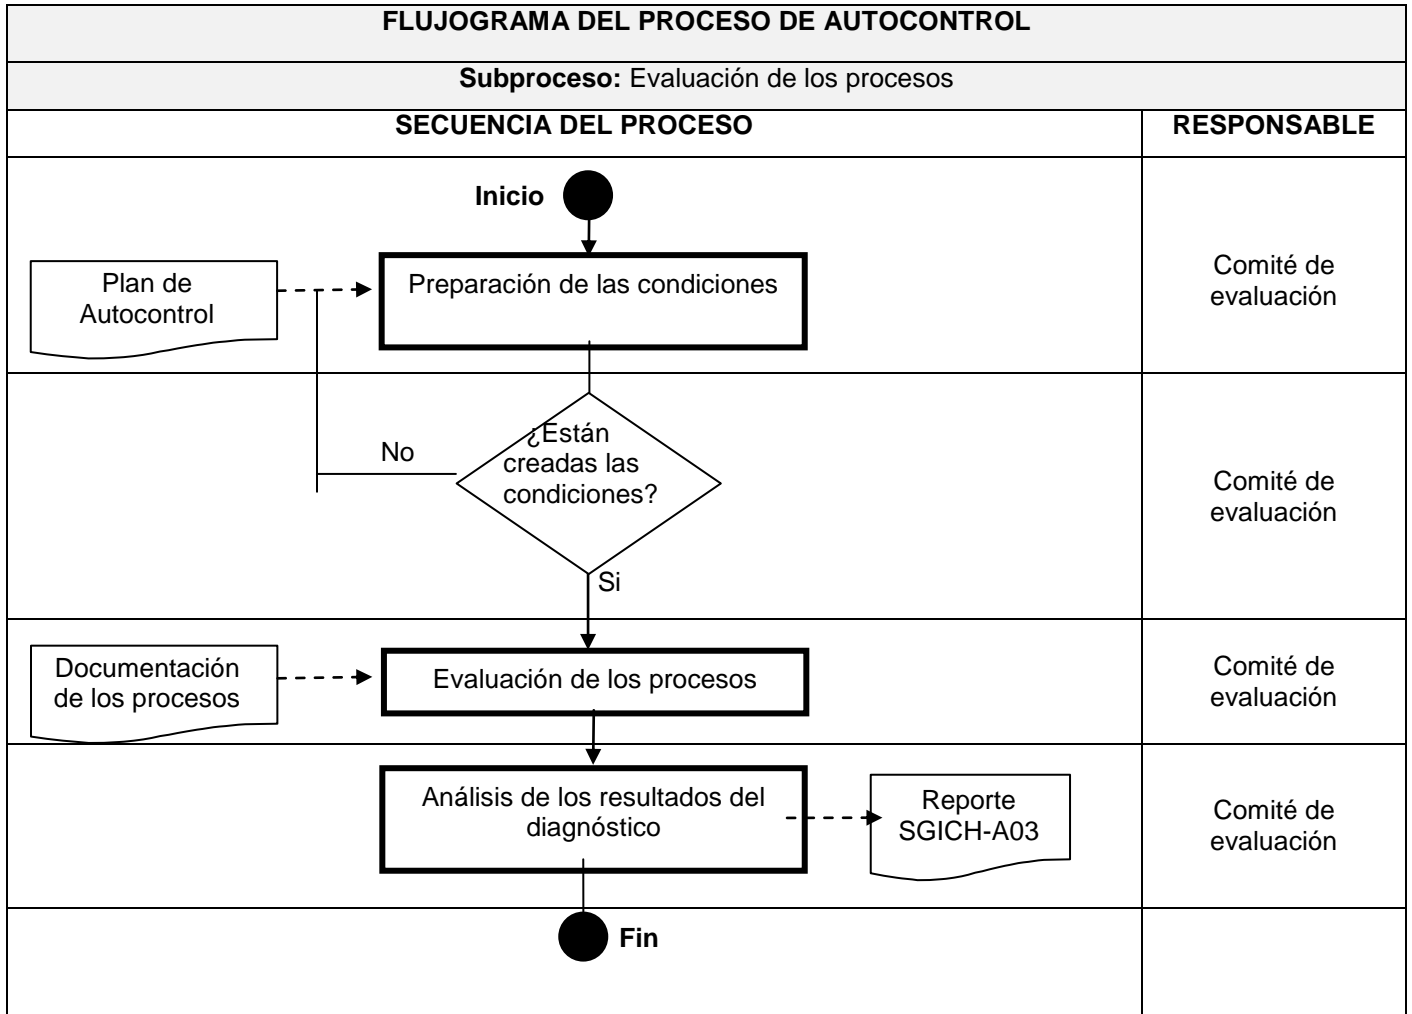 FLUJOGRAMA DEL PROCESO DE AUTOCONTROL
Subproceso: Evaluación de los procesos
SECUENCIA DEL PROCESO
RESPONSABLE
Inicio
Plan de
Autocontrol
Preparación de las condiciones
Comité de
evaluación
No
¿Están
creadas las
condiciones?
Si
Comité de
evaluación
Documentación
de los procesos
Evaluación de los procesos
Comité de
evaluación
Análisis de los resultados del
diagnóstico
Reporte
SGICH-A03
Comité de
evaluación
Fin